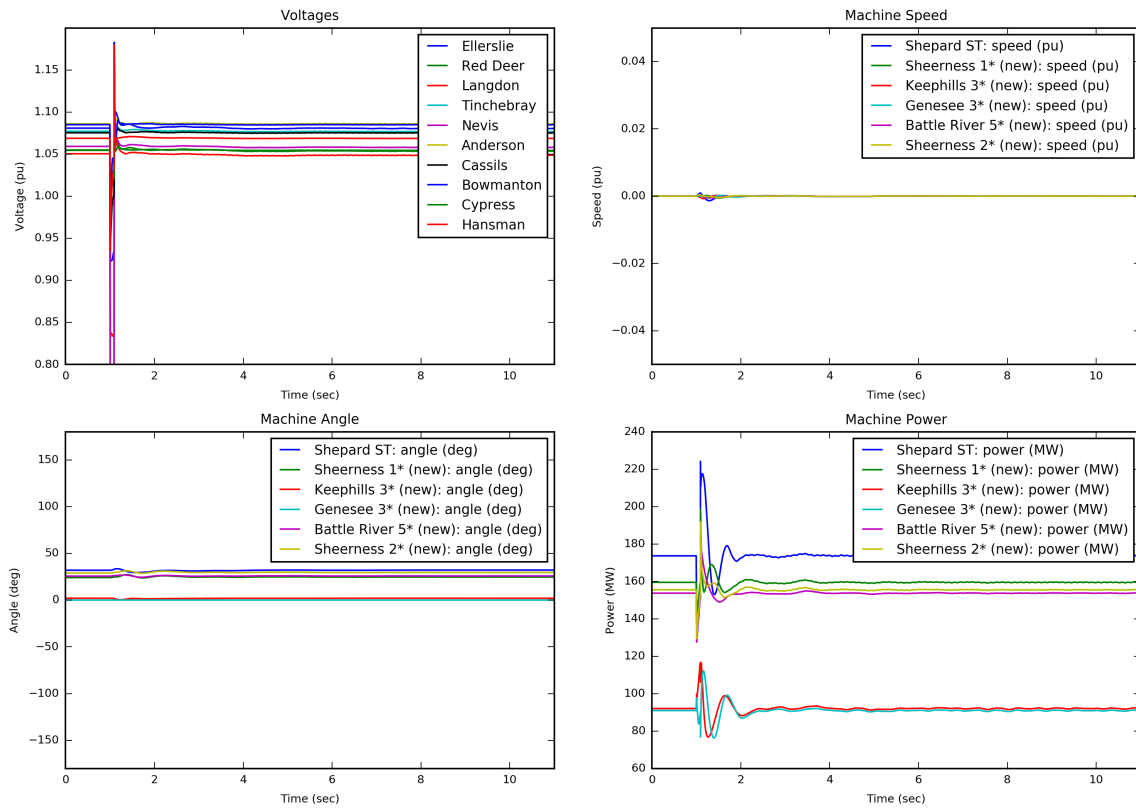 Voltages
Voltage (pu)
1.15
1.10
1.05
1.00
0.95
0.90
0.85
0.80
Ellerslie
Red Deer
Langdon
Tinchebray
Nevis
Anderson
Cassils
Bowmanton
Cypress
Hansman
0 2 4 6 8 10
Time (sec)
Machine Speed
Speed (pu)
0.04
0.02
0.00
−0.02
−0.04
Shepard ST: speed (pu)
Sheerness 1* (new): speed (pu)
Keephills 3* (new): speed (pu)
Genesee 3* (new): speed (pu)
Battle River 5* (new): speed (pu)
Sheerness 2* (new): speed (pu)
0 2 4 6 8 10
Time (sec)
Machine Angle
Angle (deg)
150
100
50
0
−50
−100
−150
Shepard ST: angle (deg)
Sheerness 1* (new): angle (deg)
Keephills 3* (new): angle (deg)
Genesee 3* (new): angle (deg)
Battle River 5* (new): angle (deg)
Sheerness 2* (new): angle (deg)
0 2 4 6 8 10
Time (sec)
Machine Power
Power (MW)
240
220
200
180
160
140
120
100
80
60
Shepard ST: power (MW)
Sheerness 1* (new): power (MW)
Keephills 3* (new): power (MW)
Genesee 3* (new): power (MW)
Battle River 5* (new): power (MW)
Sheerness 2* (new): power (MW)
0 2 4 6 8 10
Time (sec)